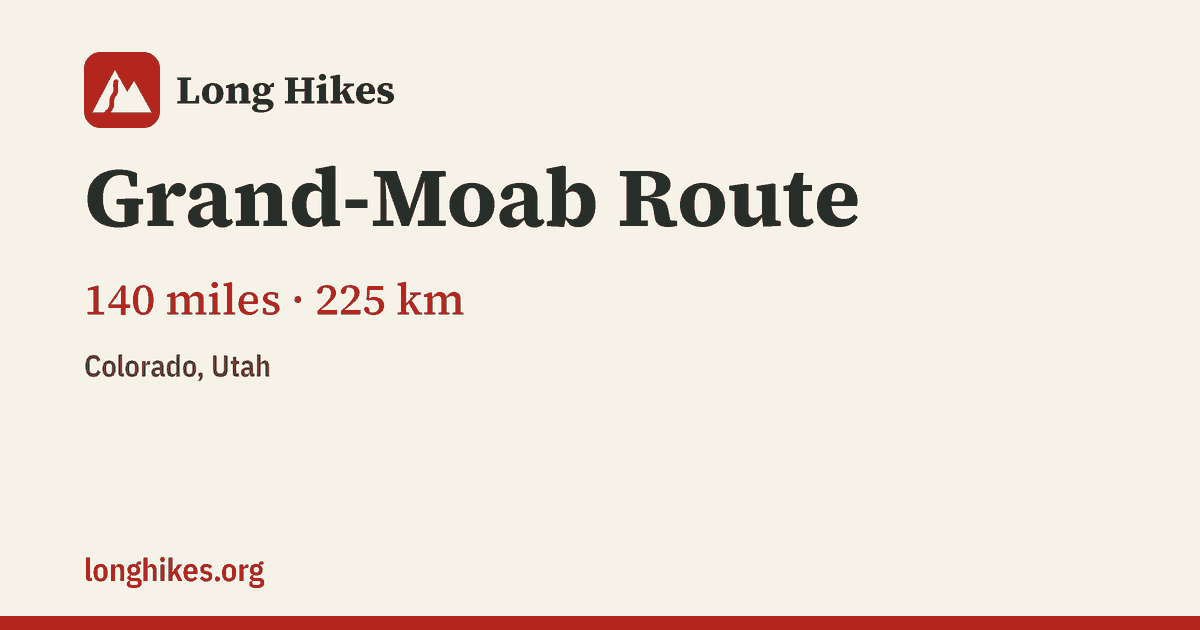 Long Hikes
Grand-Moab Route
140 miles · 225 km
Colorado, Utah
longhikes.org